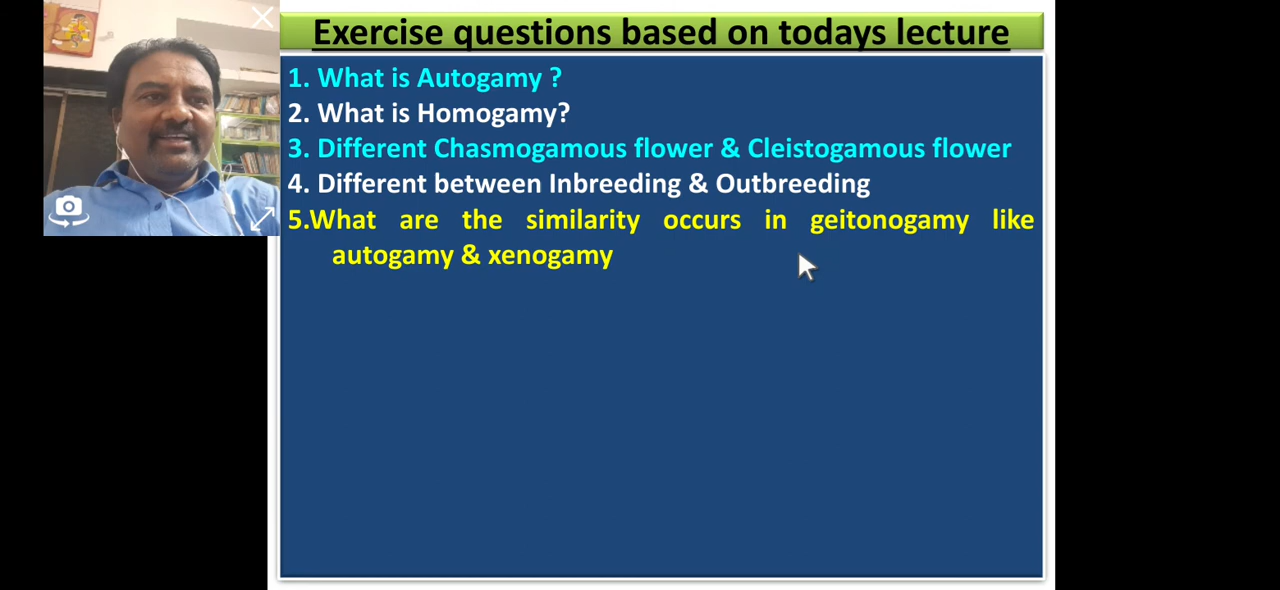 Exercise questions based on todays lecture
1. What is Autogamy ?
2. What is Homogamy?
3. Different Chasmogamous flower & Cleistogamous flower
4. Different between Inbreeding & Outbreeding
5.What are the similarity occurs in geitonogamy like
autogamy & xenogamy